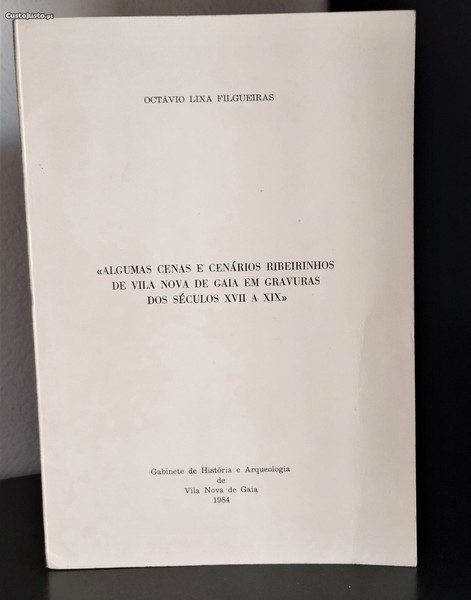 CustoJusto.pt
OCTÁVIO LIXA FILGUEIRAS
«ALGUMAS CENAS E CENÁRIOS RIBEIRINHOS
DE VILA NOVA DE GAIA EM GRAVURAS
DOS SÉCULOS XVII A XIX»
Gabinete de História e Arqueologia
de
Vila Nova de Gaia
1984